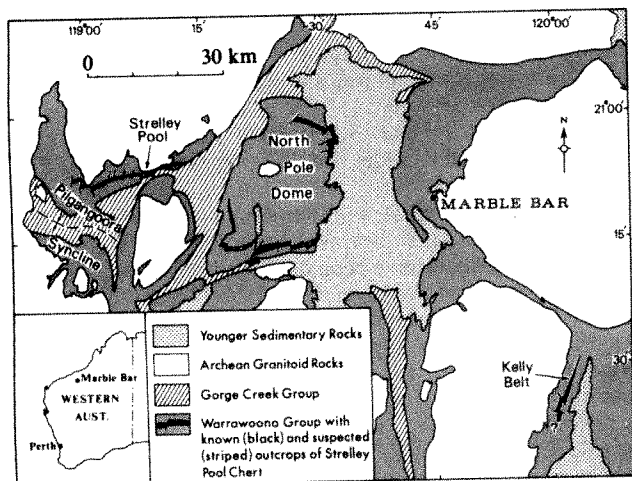 119°00' 15' 30 45' 120°00'
0 30 km
Strelley
Pool
North
Pole
Dome
21°00'
N
Pilgangoora
Syncline
MARBLE BAR
15'
30
Kelly
Belt
?
Marble Bar
WESTERN
AUST.
Perth
Younger Sedimentary Rocks
Archean Granitoid Rocks
Gorge Creek Group
Warrawoona Group with
known (black) and suspected
(striped) outcrops of Strelley
Pool Chert